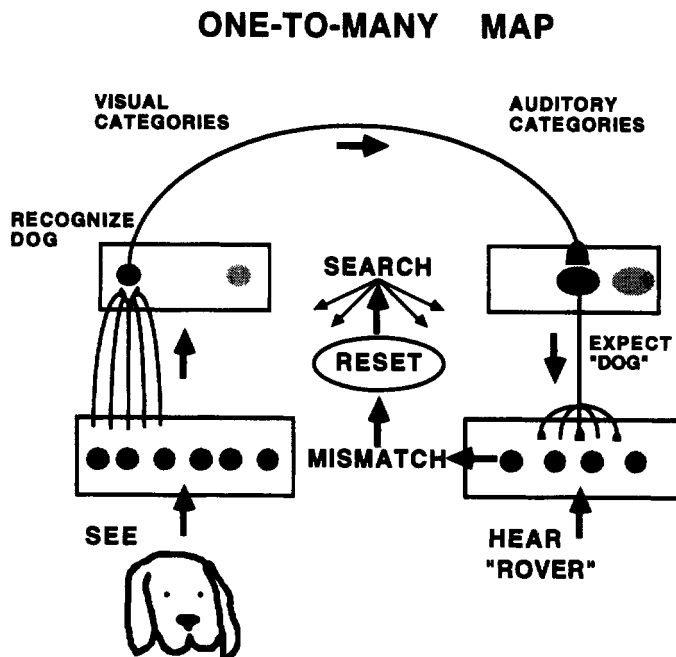 ONE-TO-MANY MAP
VISUAL
CATEGORIES
AUDITORY
CATEGORIES
RECOGNIZE
DOG
SEARCH
RESET
EXPECT
"DOG"
MISMATCH
SEE
HEAR
"ROVER"